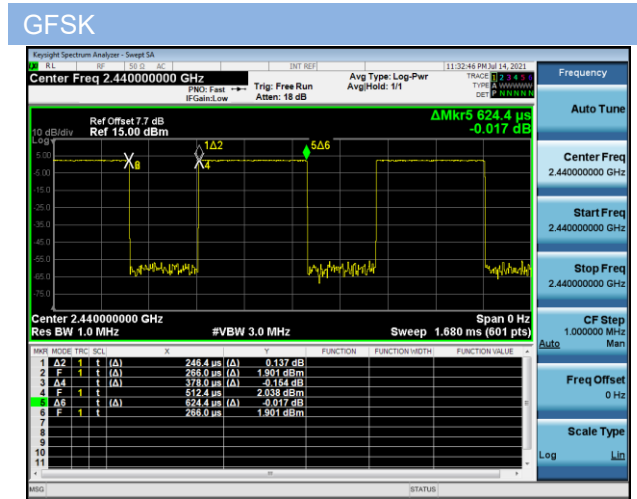 GFSK
Keysight Spectrum Analyzer - Swept SA
RL RF 50 Ω AC INT REF 11:32:46 PM Jul 14, 2021
Center Freq 2.440000000 GHz
PNO: Fast Trig: Free Run Avg Type: Log-Pwr TRACE 1 2 3 4 5 6
IFGain:Low Atten: 18 dB Avg|Hold: 1/1 TYPE A WWWWW
DET P N N N N N
ΔMkr5 624.4 µs
-0.017 dB
Ref Offset 7.7 dB
10 dB/div Ref 15.00 dBm
Log
1Δ2 5Δ6
5.00
-5.00
-15.0
-25.0
-35.0
-45.0
-55.0
-65.0
-75.0
4
Center 2.440000000 GHz Span 0 Hz
Res BW 1.0 MHz #VBW 3.0 MHz Sweep 1.680 ms (601 pts)
MKR MODE TRC SCL X Y FUNCTION FUNCTION WIDTH FUNCTION VALUE
1 Δ2 1 t (Δ) 246.4 µs (Δ) 0.137 dB
2 F 1 t 266.0 µs 1.901 dBm
3 Δ4 1 t (Δ) 378.0 µs (Δ) -0.164 dB
4 F 1 t 512.4 µs 2.038 dBm
5 Δ6 1 t (Δ) 624.4 µs (Δ) -0.017 dB
6 F 1 t 266.0 µs 1.901 dBm
7
8
9
10
11
MSG STATUS
Frequency
Auto Tune
Center Freq
2.440000000 GHz
Start Freq
2.440000000 GHz
Stop Freq
2.440000000 GHz
CF Step
1.000000 MHz
Auto Man
Freq Offset
0 Hz
Scale Type
Log Lin